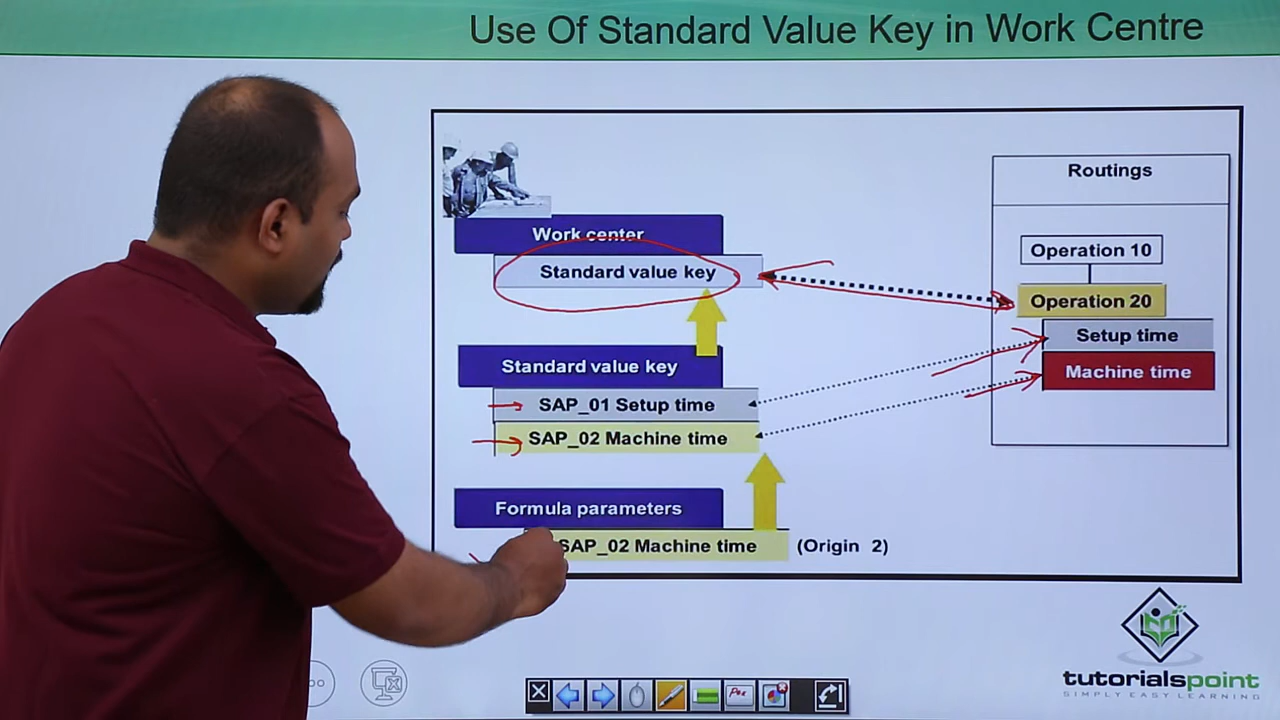 Use Of Standard Value Key in Work Centre
Routings
Work center
Operation 10
Standard value key
Operation 20
Setup time
Standard value key
Machine time
SAP_01 Setup time
SAP_02 Machine time
Formula parameters
SAP_02 Machine time (Origin 2)
tutorialspoint
SIMPLY EASY LEARNING